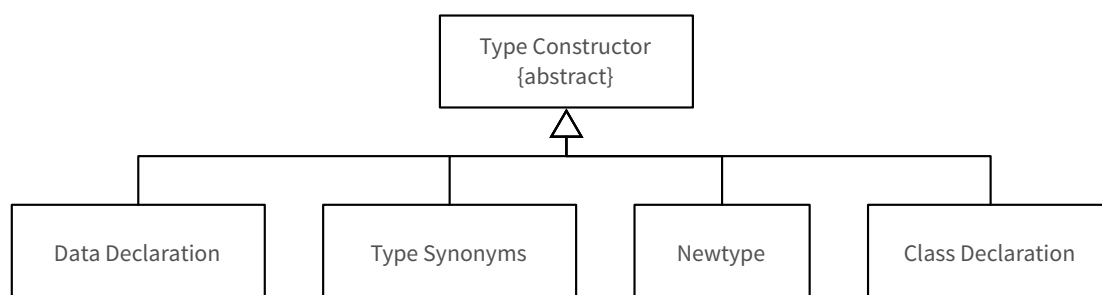 Type Constructor
{abstract}
Data Declaration
Type Synonyms
Newtype
Class Declaration